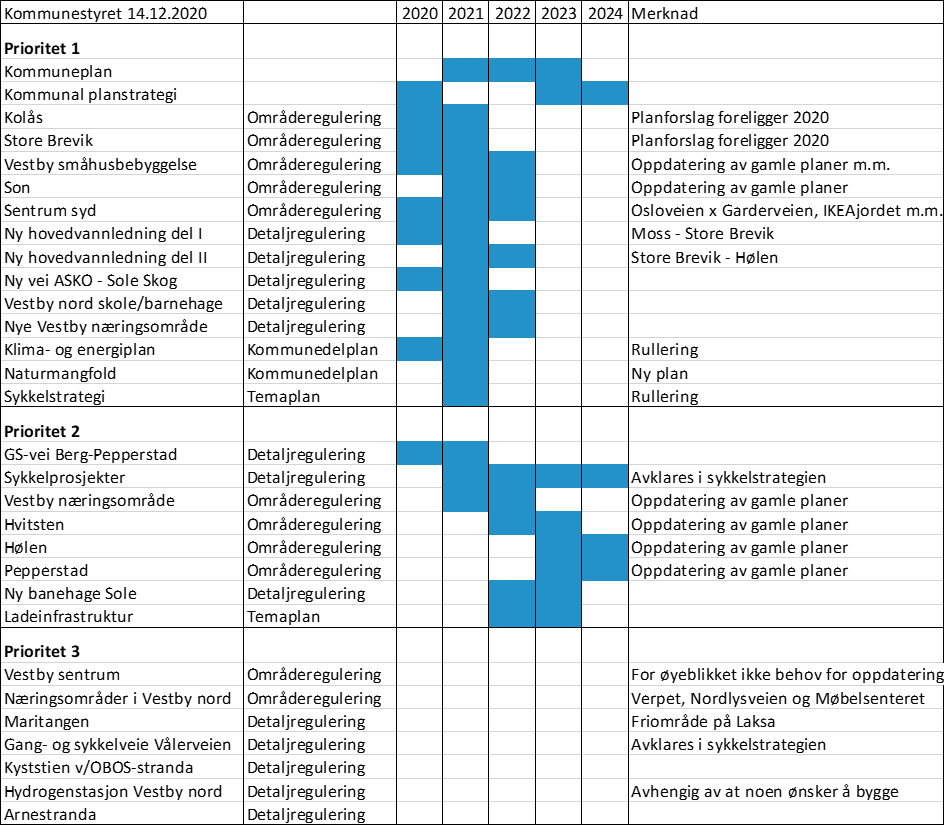 Kommunestyret 14.12.2020 2020 2021 2022 2023 2024 Merknad
Prioritet 1
Kommuneplan
Kommunal planstrategi
Kolås Områderegulering Planforslag foreligger 2020
Store Brevik Områderegulering Planforslag foreligger 2020
Vestby småhusbebyggelse Områderegulering Oppdatering av gamle planer m.m.
Son Områderegulering Oppdatering av gamle planer
Sentrum syd Områderegulering Osloveien x Garderveien, IKEAjordet m.m.
Ny hovedvannledning del I Detaljregulering Moss - Store Brevik
Ny hovedvannledning del II Detaljregulering Store Brevik - Hølen
Ny vei ASKO - Sole Skog Detaljregulering
Vestby nord skole/barnehage Detaljregulering
Nye Vestby næringsområde Detaljregulering
Klima- og energiplan Kommunedelplan Rullering
Naturmangfold Kommunedelplan Ny plan
Sykkelstrategi Temaplan Rullering
Prioritet 2
GS-vei Berg-Pepperstad Detaljregulering
Sykkelprosjekter Detaljregulering Avklares i sykkelstrategien
Vestby næringsområde Områderegulering Oppdatering av gamle planer
Hvitsten Områderegulering Oppdatering av gamle planer
Hølen Områderegulering Oppdatering av gamle planer
Pepperstad Områderegulering Oppdatering av gamle planer
Ny banehage Sole Detaljregulering
Ladeinfrastruktur Temaplan
Prioritet 3
Vestby sentrum Områderegulering For øyeblikket ikke behov for oppdatering
Næringsområder i Vestby nord Områderegulering Verpet, Nordlysveien og Møbelsenteret
Maritangen Detaljregulering Friområde på Laksa
Gang- og sykkelveie Vålerveien Detaljregulering Avklares i sykkelstrategien
Kyststien v/OBOS-stranda Detaljregulering
Hydrogenstasjon Vestby nord Detaljregulering Avhengig av at noen ønsker å bygge
Arnestranda Detaljregulering